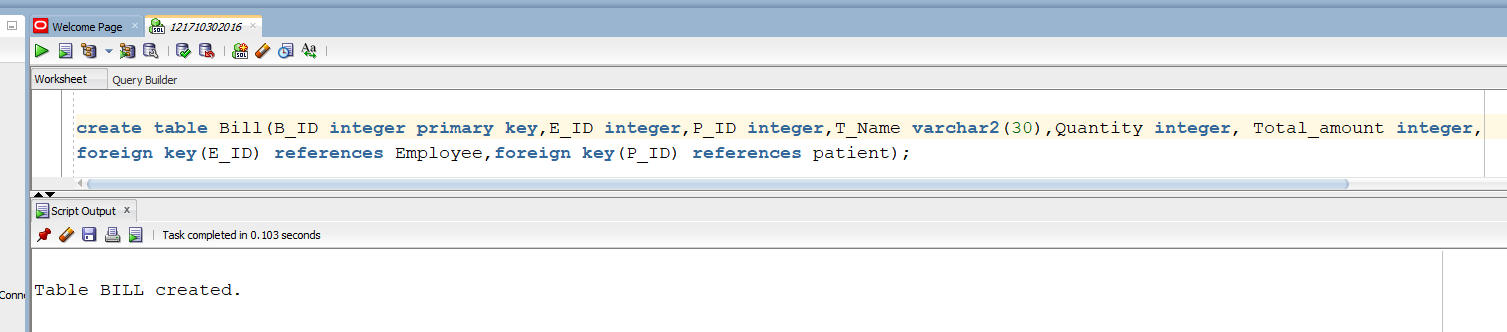 Welcome Page
121710302016
SQL
Aa
Worksheet
Query Builder
create table Bill(B_ID integer primary key,E_ID integer,P_ID integer,T_Name varchar2(30),Quantity integer, Total_amount integer,
foreign key(E_ID) references Employee,foreign key(P_ID) references patient);
Script Output x
Task completed in 0.103 seconds
Table BILL created.